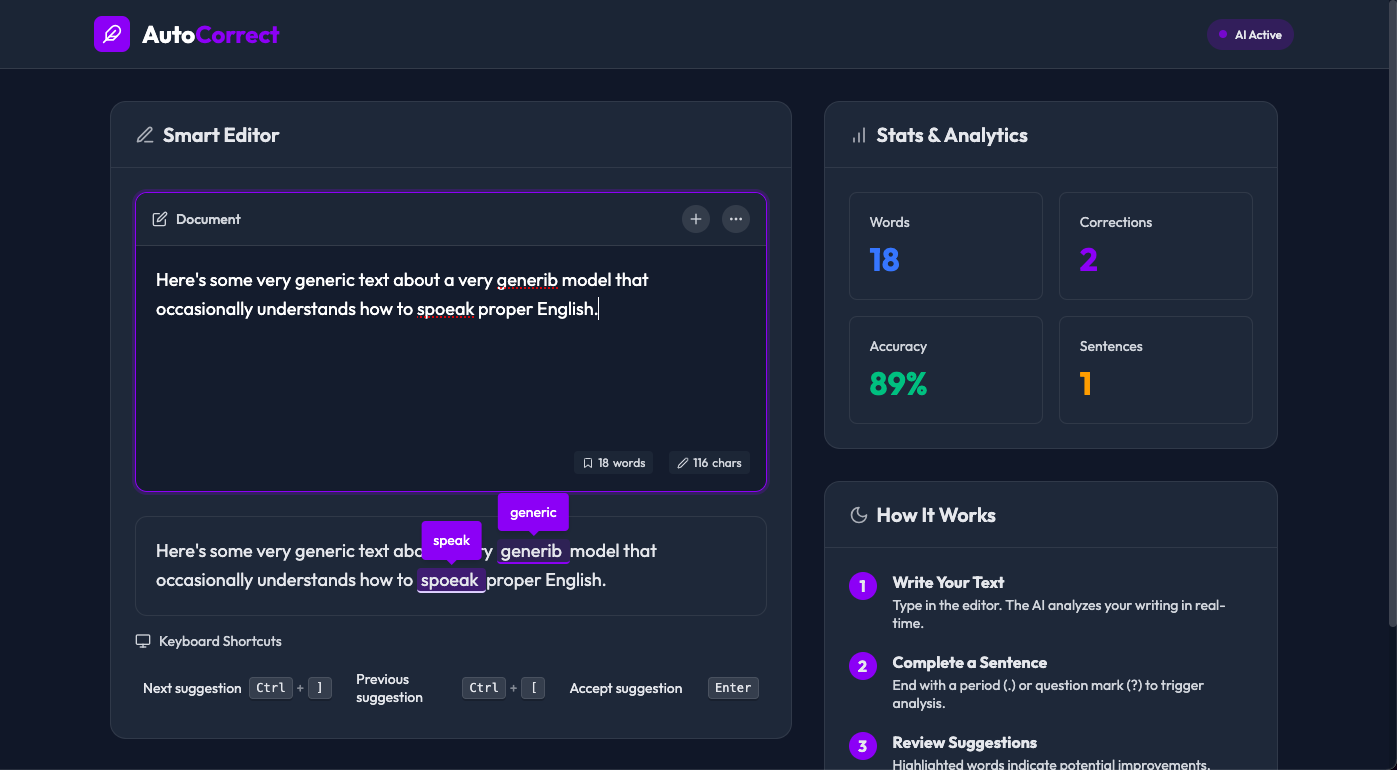 AutoCorrect
AI Active
Smart Editor
Document
Here's some very generic text about a very generib model that
occasionally understands how to spoeak proper English.
18 words
116 chars
generic
speak
Here's some very generic text abo y generib model that
occasionally understands how to spoeak proper English.
Keyboard Shortcuts
Next suggestion Ctrl + ]
Previous
suggestion
Ctrl + [
Accept suggestion Enter
Stats & Analytics
Words
18
Corrections
2
Accuracy
89%
Sentences
1
How It Works
1 Write Your Text
Type in the editor. The AI analyzes your writing in real-
time.
2 Complete a Sentence
End with a period (.) or question mark (?) to trigger
analysis.
3 Review Suggestions
Highlighted words indicate potential improvements.